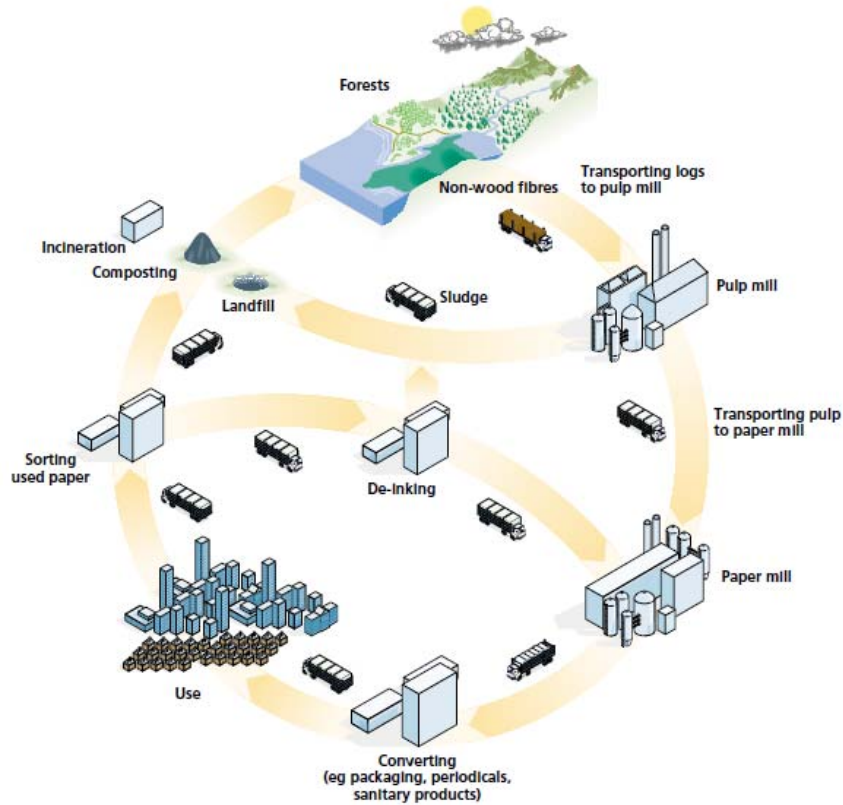 Forests
Non-wood fibres
Transporting logs
to pulp mill
Incineration
Composting
Landfill
Sludge
Pulp mill
Transporting pulp
to paper mill
Sorting
used paper
De-inking
Paper mill
Use
Converting
(eg packaging, periodicals,
sanitary products)